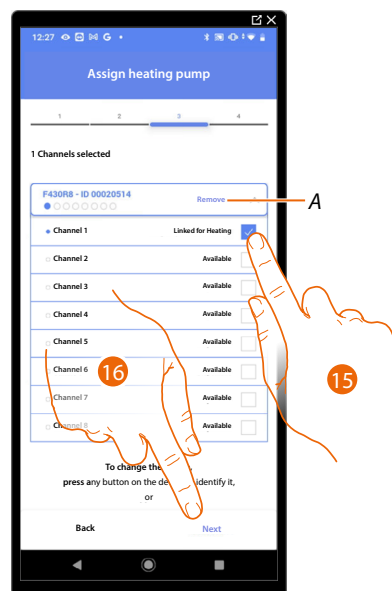 12:27
Assign heating pump
1 2 3 4
1 Channels selected
F430R8 - ID 00020514 Remove
A
Channel 1 Linked for Heating
Channel 2 Available
Channel 3 Available
Channel 4 Available
Channel 5 Available
Channel 6 Available
Channel 7 Available
Channel 8 Available
15
16
To change the
press any button on the de identify it,
or
Back Next